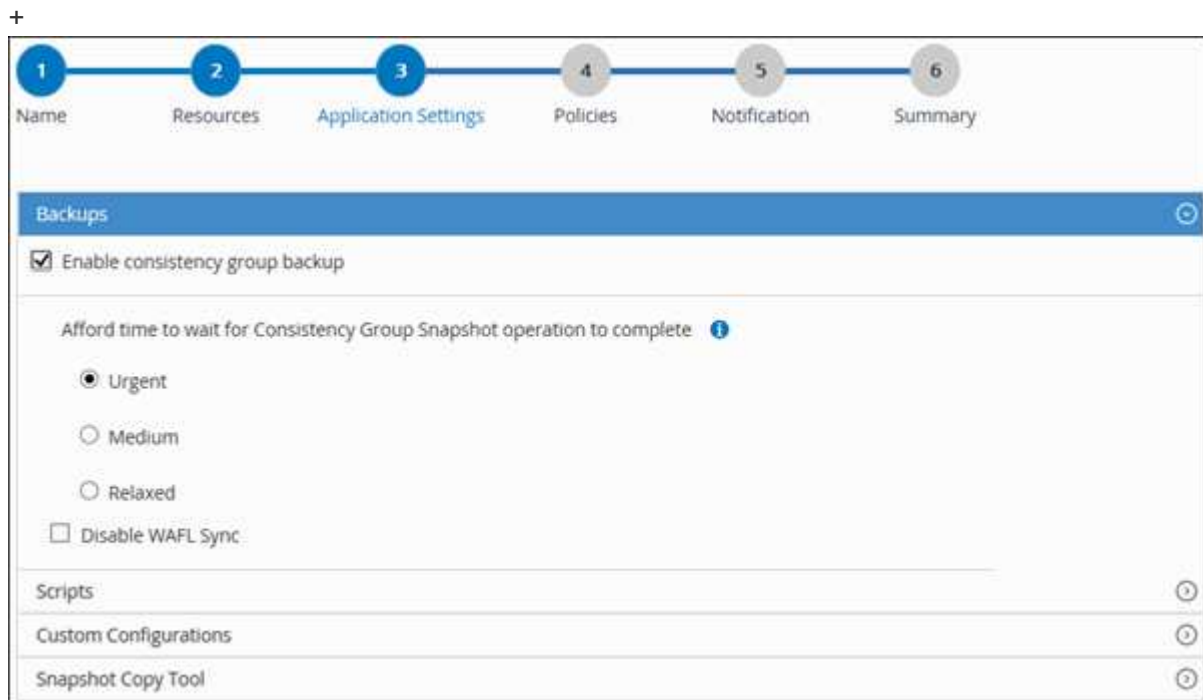 +
1 2 3 4 5 6
Name Resources Application Settings Policies Notification Summary
Backups
Enable consistency group backup
Afford time to wait for Consistency Group Snapshot operation to complete
Urgent
Medium
Relaxed
Disable WAFL Sync
Scripts
Custom Configurations
Snapshot Copy Tool